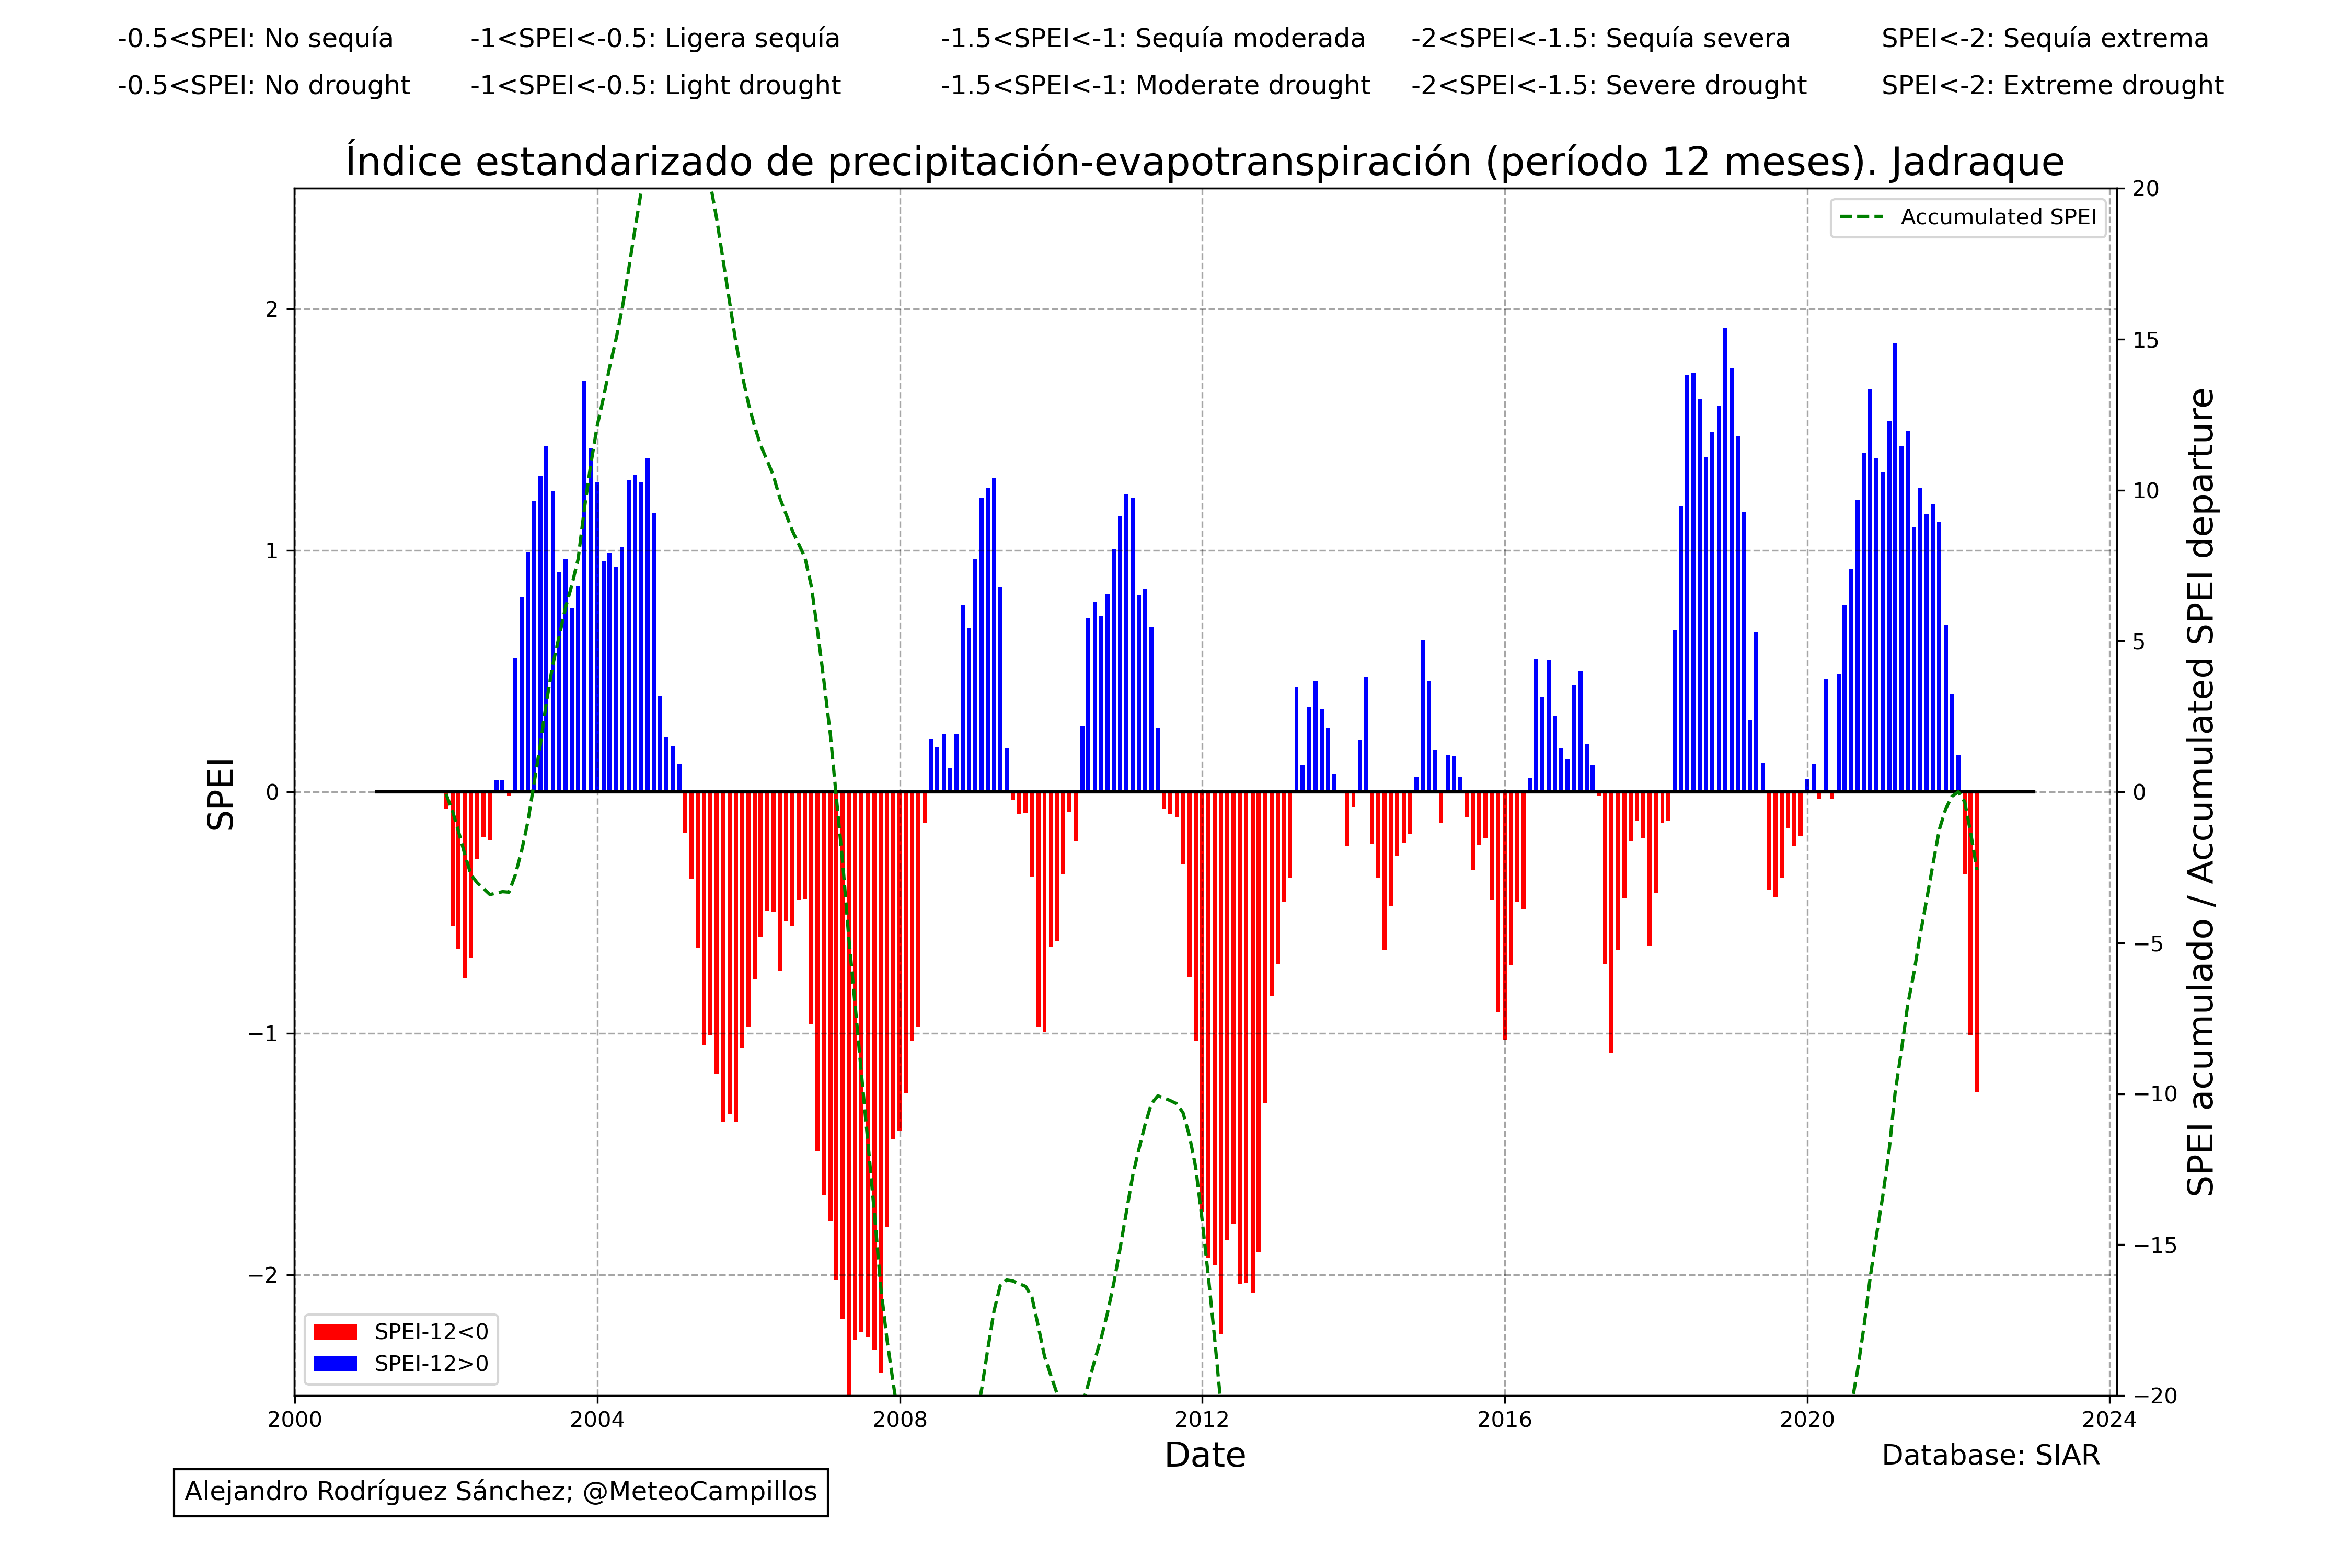 -0.5<SPEI: No sequía -1<SPEI<-0.5: Ligera sequía -1.5<SPEI<-1: Sequía moderada -2<SPEI<-1.5: Sequía severa SPEI<-2: Sequía extrema
-0.5<SPEI: No drought -1<SPEI<-0.5: Light drought -1.5<SPEI<-1: Moderate drought -2<SPEI<-1.5: Severe drought SPEI<-2: Extreme drought
Índice estandarizado de precipitación-evapotranspiración (período 12 meses). Jadraque
Accumulated SPEI
SPEI
2
1
0
−1
−2
20
15
10
5
0
−5
−10
−15
−20
SPEI acumulado / Accumulated SPEI departure
SPEI-12<0
SPEI-12>0
2000 2004 2008 2012 2016 2020 2024
Date
Database: SIAR
Alejandro Rodríguez Sánchez; @MeteoCampillos